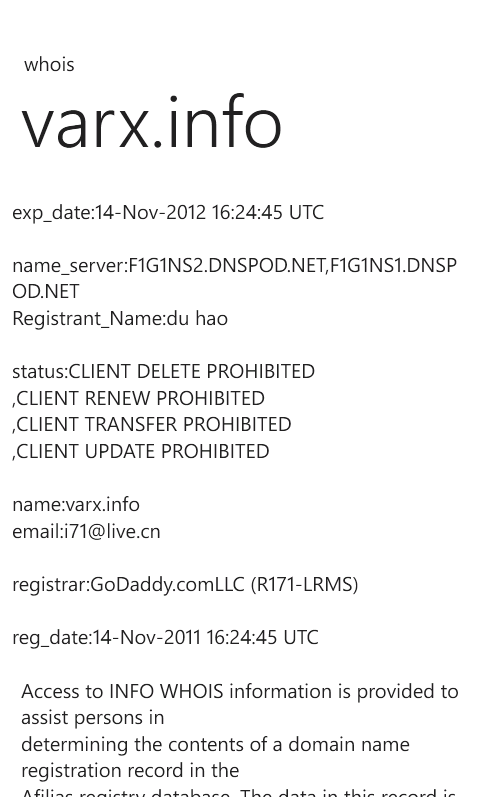 whois
varx.info
exp_date:14-Nov-2012 16:24:45 UTC
name_server:F1G1NS2.DNSPOD.NET,F1G1NS1.DNSP
OD.NET
Registrant_Name:du hao
status:CLIENT DELETE PROHIBITED
,CLIENT RENEW PROHIBITED
,CLIENT TRANSFER PROHIBITED
,CLIENT UPDATE PROHIBITED
name:varx.info
email:i71@live.cn
registrar:GoDaddy.comLLC (R171-LRMS)
reg_date:14-Nov-2011 16:24:45 UTC
Access to INFO WHOIS information is provided to
assist persons in
determining the contents of a domain name
registration record in the
Afilias registry database. The data in this record is